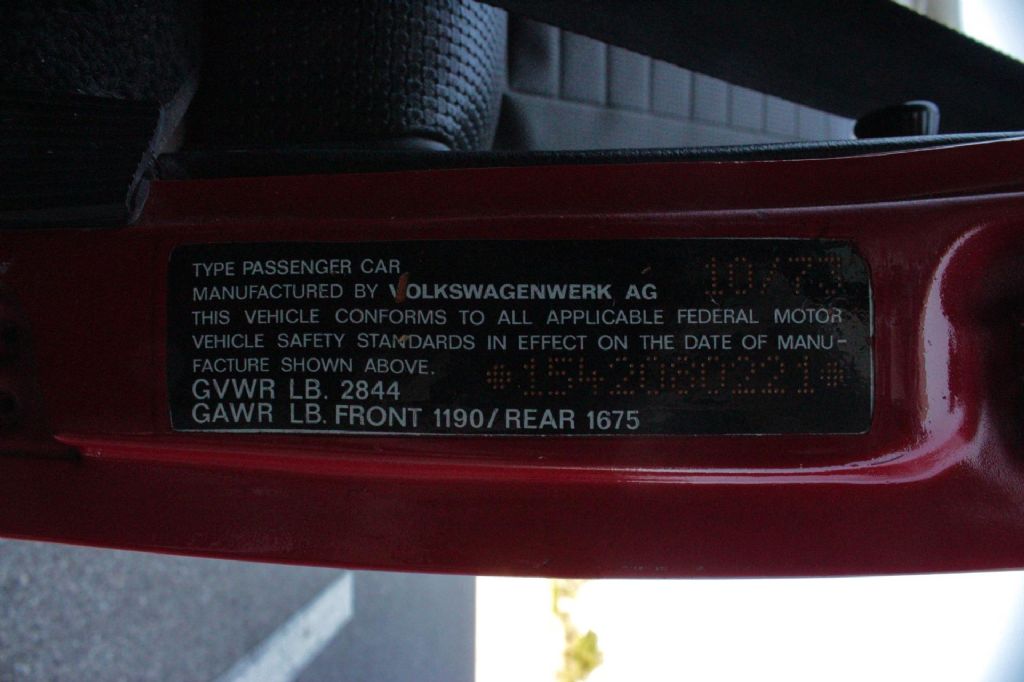 TYPE PASSENGER CAR 10/73
MANUFACTURED BY VOLKSWAGENWERK AG
THIS VEHICLE CONFORMS TO ALL APPLICABLE FEDERAL MOTOR
VEHICLE SAFETY STANDARDS IN EFFECT ON THE DATE OF MANU-
FACTURE SHOWN ABOVE. *1542080221*
GVWR LB. 2844
GAWR LB. FRONT 1190/ REAR 1675